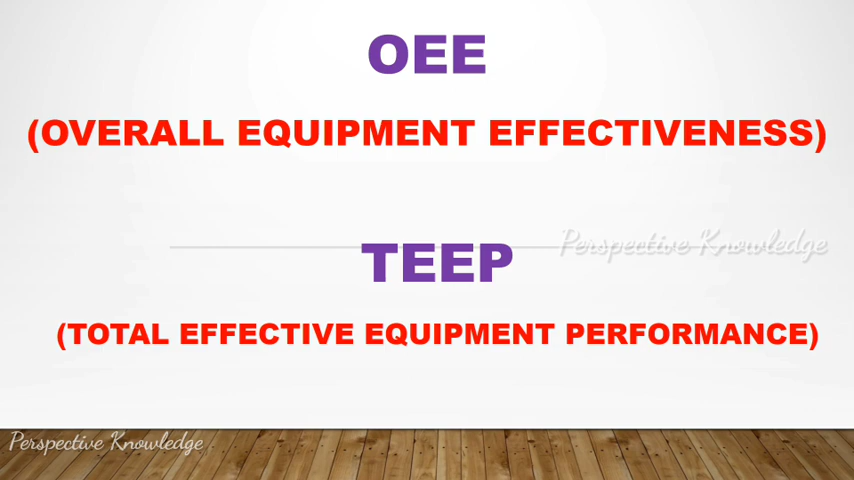 OEE
(OVERALL EQUIPMENT EFFECTIVENESS)
Perspective Knowledge
TEEP
(TOTAL EFFECTIVE EQUIPMENT PERFORMANCE)
Perspective Knowledge